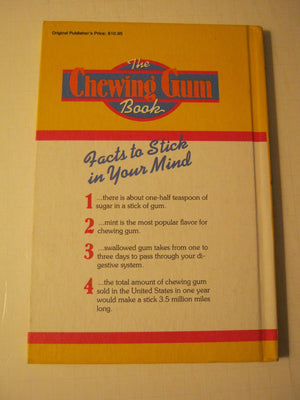 Original Publisher's Price: $10.95
The
Chewing Gum
Book
Facts to Stick
in Your Mind
1 ...there is about one-half teaspoon of
sugar in a stick of gum.
2 ...mint is the most popular flavor for
chewing gum.
3 ...swallowed gum takes from one to
three days to pass through your di-
gestive system.
4 ...the total amount of chewing gum
sold in the United States in one year
would make a stick 3.5 million miles
long.